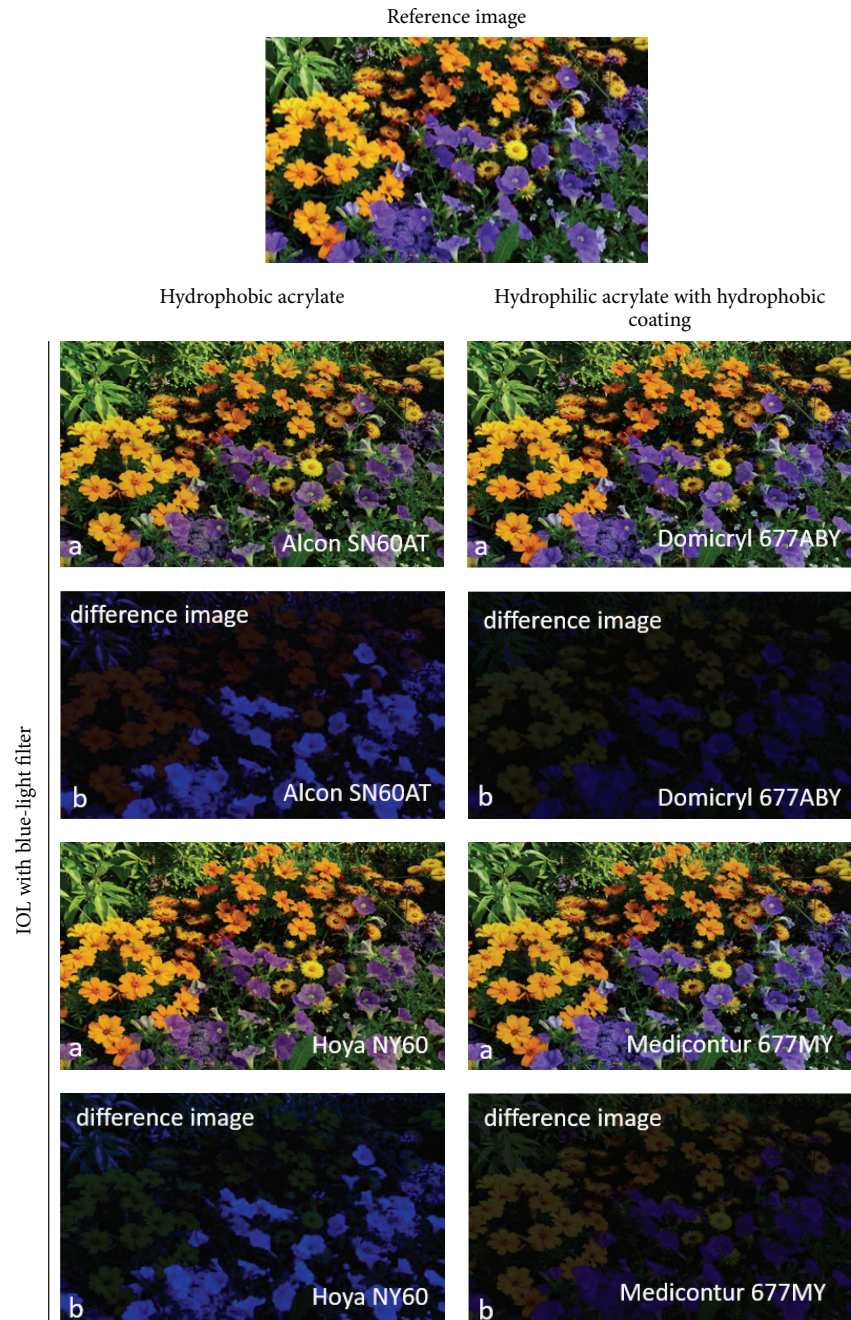 Reference image
Hydrophobic acrylate
Hydrophilic acrylate with hydrophobic
coating
IOL with blue-light filter
a
Alcon SN60AT
a
Domicryl 677ABY
difference image
b
Alcon SN60AT
difference image
b
Domicryl 677ABY
a
Hoya NY60
a
Medicontur 677MY
difference image
b
Hoya NY60
difference image
b
Medicontur 677MY